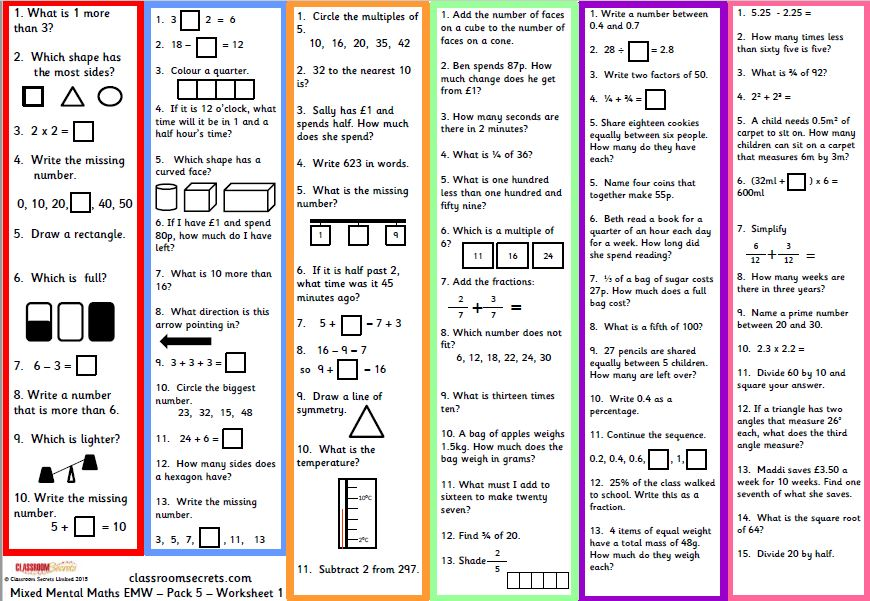 1. What is 1 more
than 3?
2. Which shape has
the most sides?
3. 2 x 2 =
4. Write the missing
number.
0, 10, 20, , 40, 50
5. Draw a rectangle.
6. Which is full?
7. 6 – 3 =
8. Write a number
that is more than 6.
9. Which is lighter?
10. Write the missing
number.
5 + = 10
1. 3 2 = 6
2. 18 – = 12
3. Colour a quarter.
4. If it is 12 o'clock, what
time will it be in 1 and a
half hour's time?
5. Which shape has a
curved face?
6. If I have £1 and spend
80p, how much do I have
left?
7. What is 10 more than
16?
8. What direction is this
arrow pointing in?
9. 3 + 3 + 3 =
10. Circle the biggest
number.
23, 32, 15, 48
11. 24 + 6 =
12. How many sides does
a hexagon have?
13. Write the missing
number.
3, 5, 7, , 11, 13
1. Circle the multiples of
5.
10, 16, 20, 35, 42
2. 32 to the nearest 10
is?
3. Sally has £1 and
spends half. How much
does she spend?
4. Write 623 in words.
5. What is the missing
number?
1 9
6. If it is half past 2,
what time was it 45
minutes ago?
7. 5 + = 7 + 3
8. 16 – 9 = 7
so 9 + = 16
9. Draw a line of
symmetry.
10. What is the
temperature?
10°C
2°C
11. Subtract 2 from 297.
1. Add the number of faces
on a cube to the number of
faces on a cone.
2. Ben spends 87p. How
much change does he get
from £1?
3. How many seconds are
there in 2 minutes?
4. What is ¼ of 36?
5. What is one hundred
less than one hundred and
fifty nine?
6. Which is a multiple of
6?
11 16 24
7. Add the fractions:
2/7 + 3/7 =
8. Which number does not
fit?
6, 12, 18, 22, 24, 30
9. What is thirteen times
ten?
10. A bag of apples weighs
1.5kg. How much does the
bag weigh in grams?
11. What must I add to
sixteen to make twenty
seven?
12. Find ¾ of 20.
13. Shade 2/5
1. Write a number between
0.4 and 0.7
2. 28 ÷ = 2.8
3. Write two factors of 50.
4. ¼ + ¾ =
5. Share eighteen cookies
equally between six people.
How many do they have
each?
5. Name four coins that
together make 55p.
6. Beth read a book for a
quarter of an hour each day
for a week. How long did
she spend reading?
7. ⅓ of a bag of sugar costs
27p. How much does a full
bag cost?
8. What is a fifth of 100?
9. 27 pencils are shared
equally between 5 children.
How many are left over?
10. Write 0.4 as a
percentage.
11. Continue the sequence.
0.2, 0.4, 0.6, , 1,
12. 25% of the class walked
to school. Write this as a
fraction.
13. 4 items of equal weight
have a total mass of 48g.
How much do they weigh
each?
1. 5.25 - 2.25 =
2. How many times less
than sixty five is five?
3. What is ¾ of 92?
4. 2² + 2² =
5. A child needs 0.5m² of
carpet to sit on. How many
children can sit on a carpet
that measures 6m by 3m?
6. (32ml + ) x 6 =
600ml
7. Simplify
6/12 + 3/12 =
8. How many weeks are
there in three years?
9. Name a prime number
between 20 and 30.
10. 2.3 x 2.2 =
11. Divide 60 by 10 and
square your answer.
12. If a triangle has two
angles that measure 26°
each, what does the third
angle measure?
13. Maddi saves £3.50 a
week for 10 weeks. Find one
seventh of what she saves.
14. What is the square root
of 64?
15. Divide 20 by half.
CLASSROOM Secrets
© Classroom Secrets Limited 2015
classroomsecrets.com
Mixed Mental Maths EMW – Pack 5 – Worksheet 1